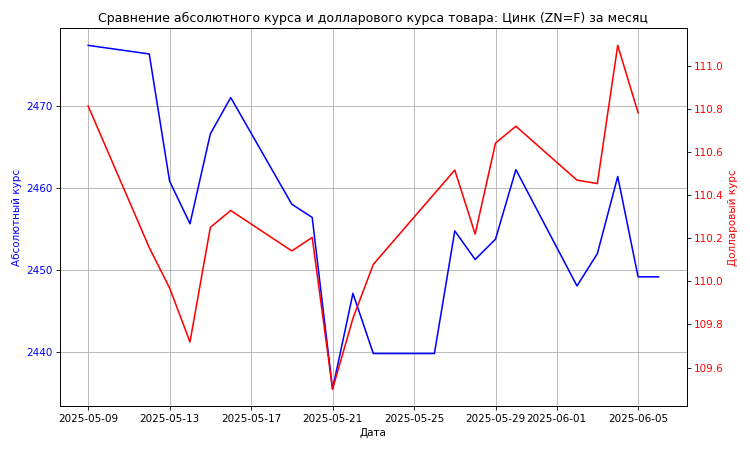 Сравнение абсолютного курса и долларового курса товара: Цинк (ZN=F) за месяц
Абсолютный курс
2470
2460
2450
2440
111.0
110.8
110.6
110.4
110.2
110.0
109.8
109.6
Долларовый курс
2025-05-09 2025-05-13 2025-05-17 2025-05-21 2025-05-25 2025-05-29 2025-06-01 2025-06-05
Дата